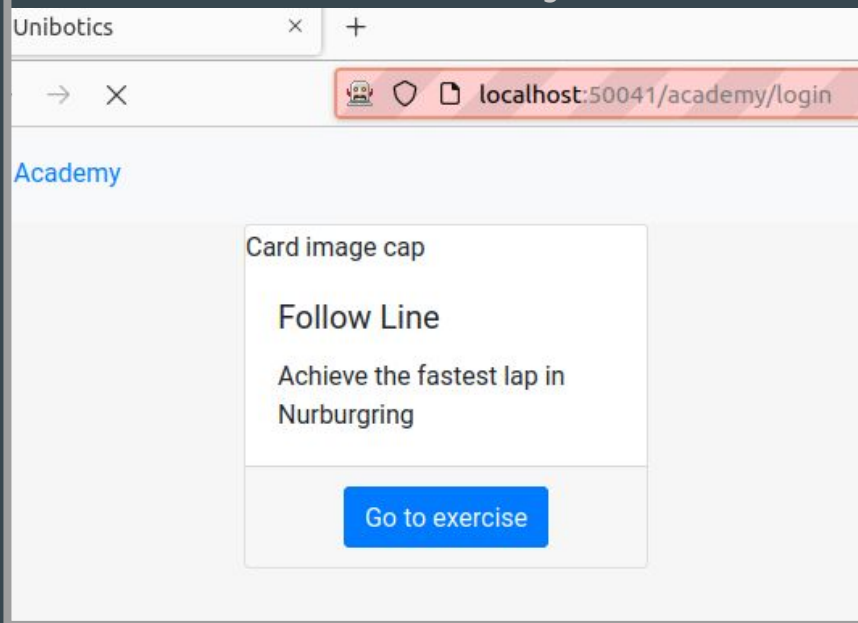 Unibotics
localhost:50041/academy/login
Academy
Card image cap
Follow Line
Achieve the fastest lap in
Nurburgring
Go to exercise